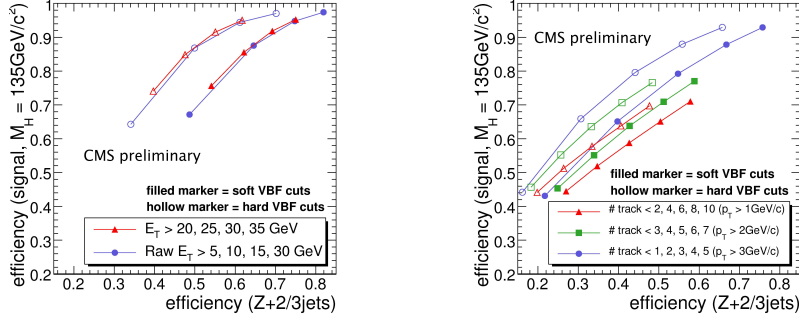 efficiency (signal, M_H = 135GeV/c²)
1
0.9
0.8
0.7
0.6
0.5
0.4
0.3
0.2
CMS preliminary
filled marker = soft VBF cuts
hollow marker = hard VBF cuts
E_T > 20, 25, 30, 35 GeV
Raw E_T > 5, 10, 15, 30 GeV
0.2 0.3 0.4 0.5 0.6 0.7 0.8
efficiency (Z+2/3jets)
efficiency (signal, M_H = 135GeV/c²)
1
0.9
0.8
0.7
0.6
0.5
0.4
0.3
0.2
CMS preliminary
filled marker = soft VBF cuts
hollow marker = hard VBF cuts
# track < 2, 4, 6, 8, 10 (p_T > 1GeV/c)
# track < 3, 4, 5, 6, 7 (p_T > 2GeV/c)
# track < 1, 2, 3, 4, 5 (p_T > 3GeV/c)
0.2 0.3 0.4 0.5 0.6 0.7 0.8
efficiency (Z+2/3jets)